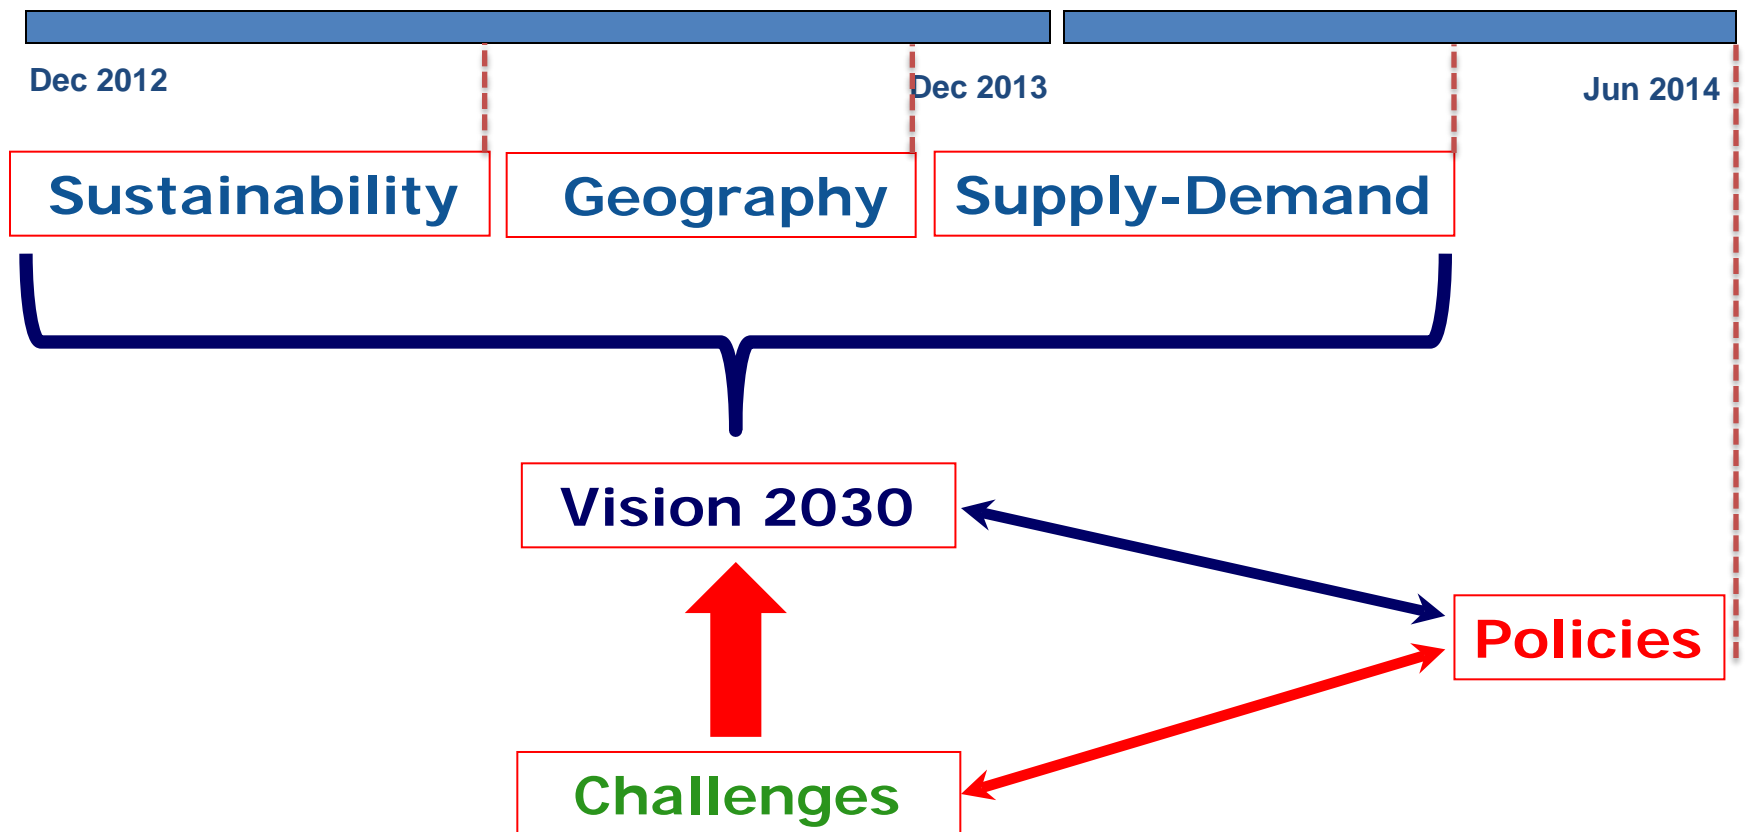 Dec 2012
Dec 2013
Jun 2014
Sustainability
Geography
Supply-Demand
Vision 2030
Policies
Challenges